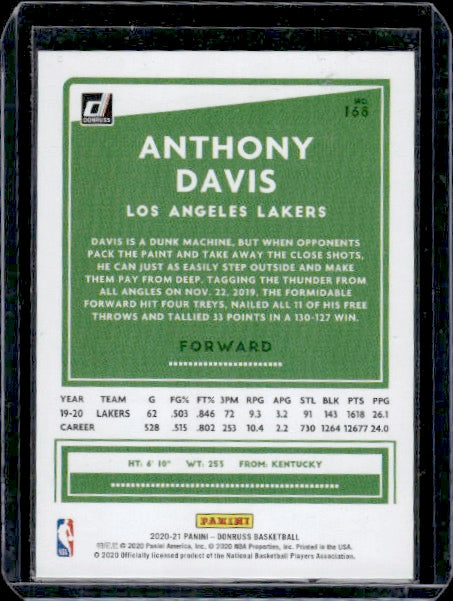 DONRUSS
NO.
168
ANTHONY
DAVIS
LOS ANGELES LAKERS
DAVIS IS A DUNK MACHINE, BUT WHEN OPPONENTS
PACK THE PAINT AND TAKE AWAY THE CLOSE SHOTS,
HE CAN JUST AS EASILY STEP OUTSIDE AND MAKE
THEM PAY FROM DEEP. TAGGING THE THUNDER FROM
ALL ANGLES ON NOV. 22, 2019, THE FORMIDABLE
FORWARD HIT FOUR TREYS, NAILED ALL 11 OF HIS FREE
THROWS AND TALLIED 33 POINTS IN A 130-127 WIN.
FORWARD
YEAR TEAM G FG% FT% 3PM RPG APG STL BLK PTS PPG
19-20 LAKERS 62 .503 .846 72 9.3 3.2 91 143 1618 26.1
CAREER 528 .515 .802 253 10.4 2.2 730 1264 12677 24.0
HT: 6' 10" WT: 253 FROM: KENTUCKY
PANINI
NBA
2020-21 PANINI – DONRUSS BASKETBALL
© 2020 Panini America, Inc. © 2020 NBA Properties, Inc. Printed in the USA.
© 2020 Officially licensed product of the National Basketball Players Association.